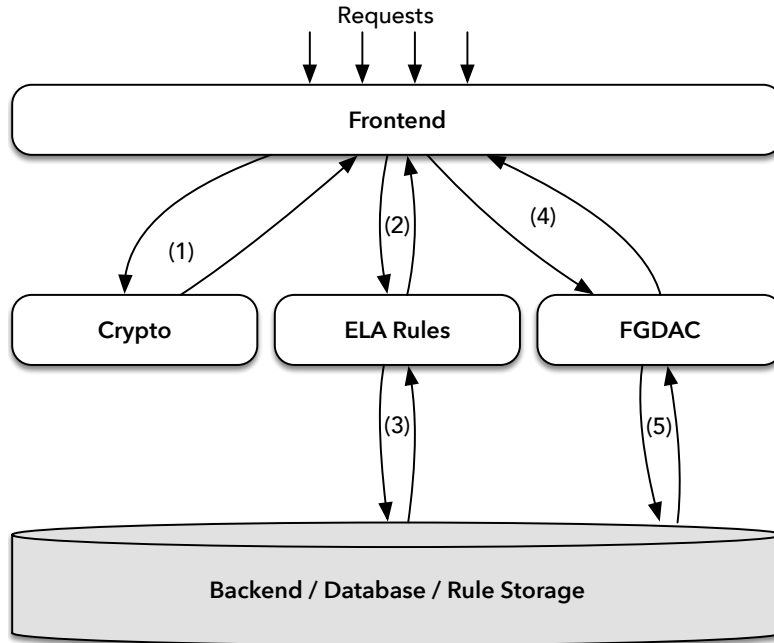 Requests
Frontend
(1)
(2)
(4)
Crypto
ELA Rules
FGDAC
(3)
(5)
Backend / Database / Rule Storage